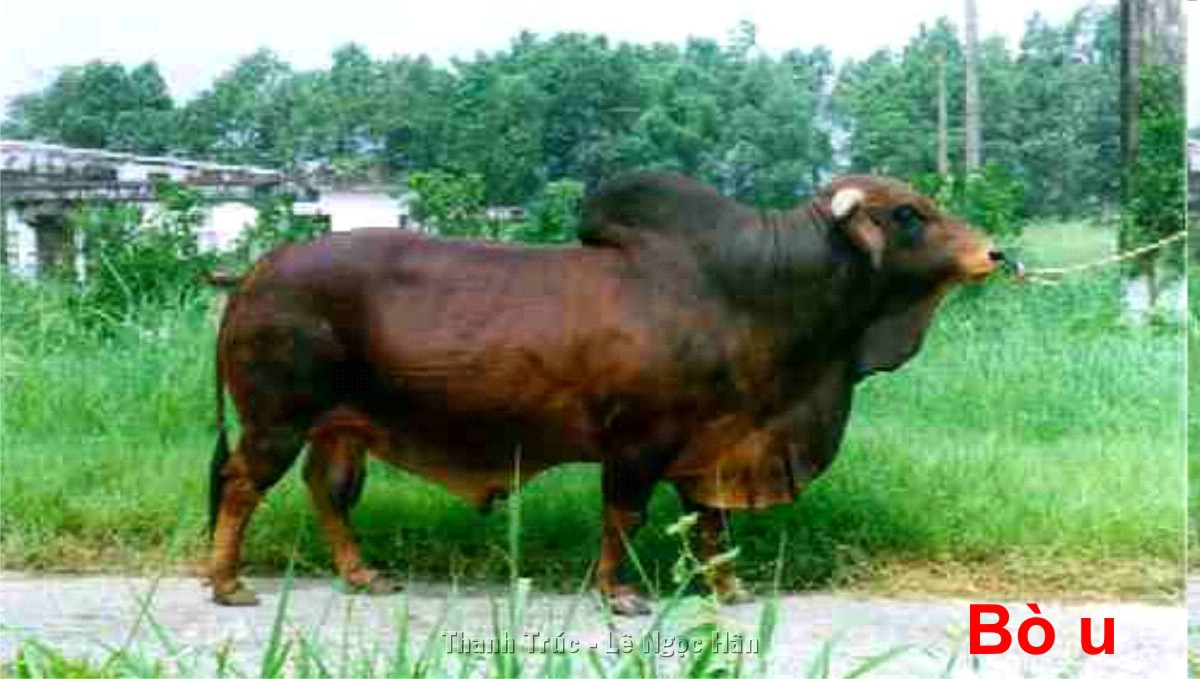 Thanh Trúc - Lê Ngọc Hân
Bò u